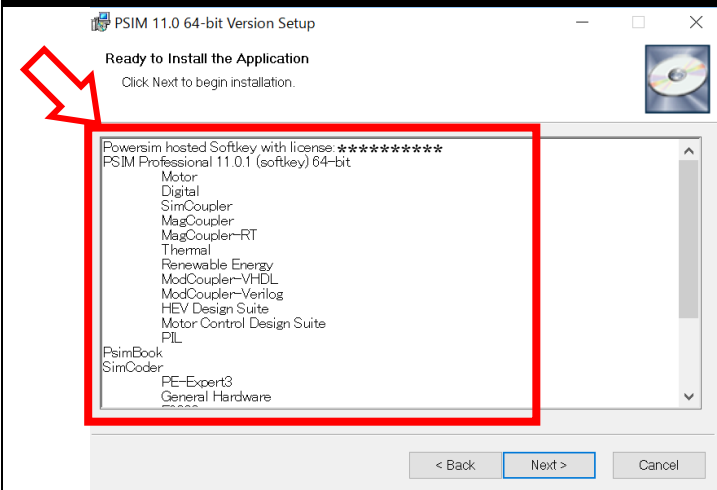 PSIM 11.0 64-bit Version Setup
Ready to Install the Application
Click Next to begin installation.
Powersim hosted Softkey with license: **********
PSIM Professional 11.0.1 (softkey) 64-bit
Motor
Digital
SimCoupler
MagCoupler
MagCoupler-RT
Thermal
Renewable Energy
ModCoupler-VHDL
ModCoupler-Verilog
HEV Design Suite
Motor Control Design Suite
PIL
PsimBook
SimCoder
PE-Expert3
General Hardware
< Back
Next >
Cancel